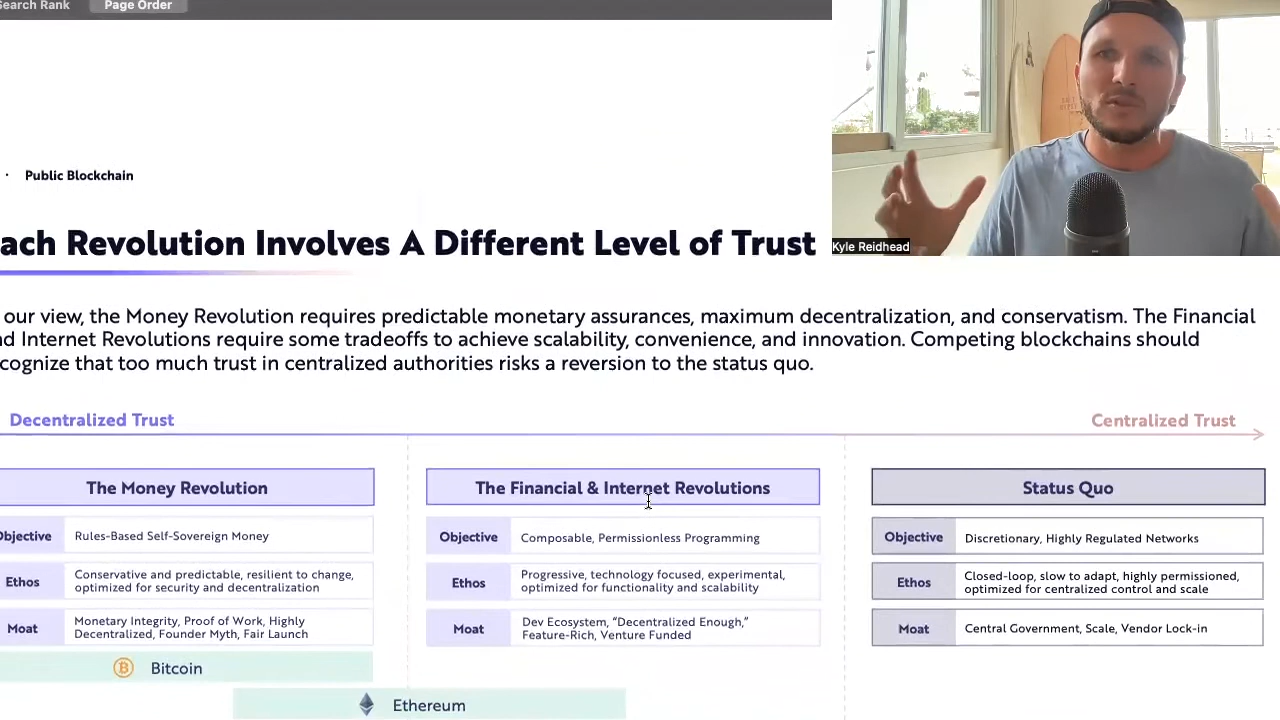 Search Rank
Page Order
· Public Blockchain
Kyle Reidhead
ach Revolution Involves A Different Level of Trust
our view, the Money Revolution requires predictable monetary assurances, maximum decentralization, and conservatism. The Financial
nd Internet Revolutions require some tradeoffs to achieve scalability, convenience, and innovation. Competing blockchains should
cognize that too much trust in centralized authorities risks a reversion to the status quo.
Decentralized Trust
Centralized Trust
The Money Revolution
Objective
Rules-Based Self-Sovereign Money
Ethos
Conservative and predictable, resilient to change,
optimized for security and decentralization
Moat
Monetary Integrity, Proof of Work, Highly
Decentralized, Founder Myth, Fair Launch
Bitcoin
Ethereum
The Financial & Internet Revolutions
Objective
Composable, Permissionless Programming
Ethos
Progressive, technology focused, experimental,
optimized for functionality and scalability
Moat
Dev Ecosystem, “Decentralized Enough,”
Feature-Rich, Venture Funded
Status Quo
Objective
Discretionary, Highly Regulated Networks
Ethos
Closed-loop, slow to adapt, highly permissioned,
optimized for centralized control and scale
Moat
Central Government, Scale, Vendor Lock-in